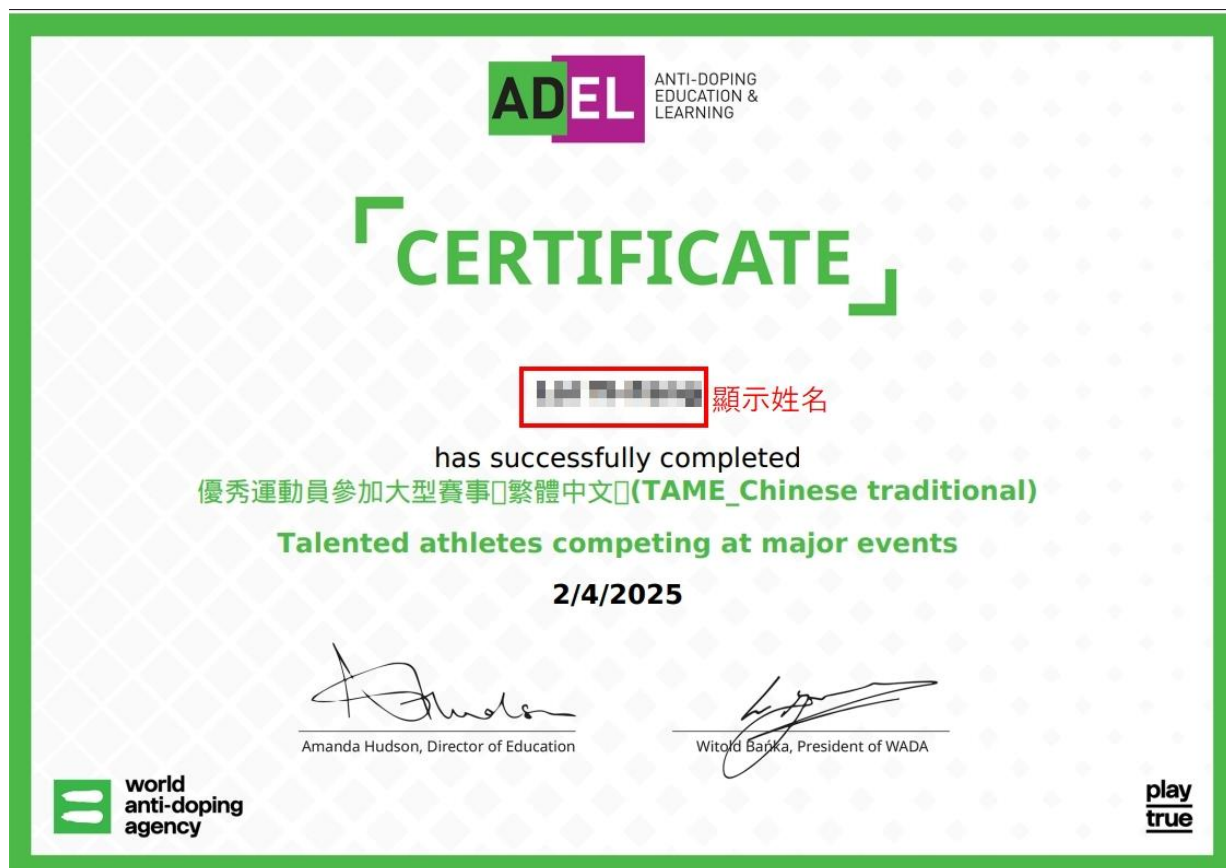 ADEL
ANTI-DOPING
EDUCATION &
LEARNING
CERTIFICATE
顯示姓名
has successfully completed
優秀運動員參加大型賽事▯繁體中文▯(TAME_Chinese traditional)
Talented athletes competing at major events
2/4/2025
Amanda Hudson, Director of Education
Witold Bańka, President of WADA
world
anti-doping
agency
play
true